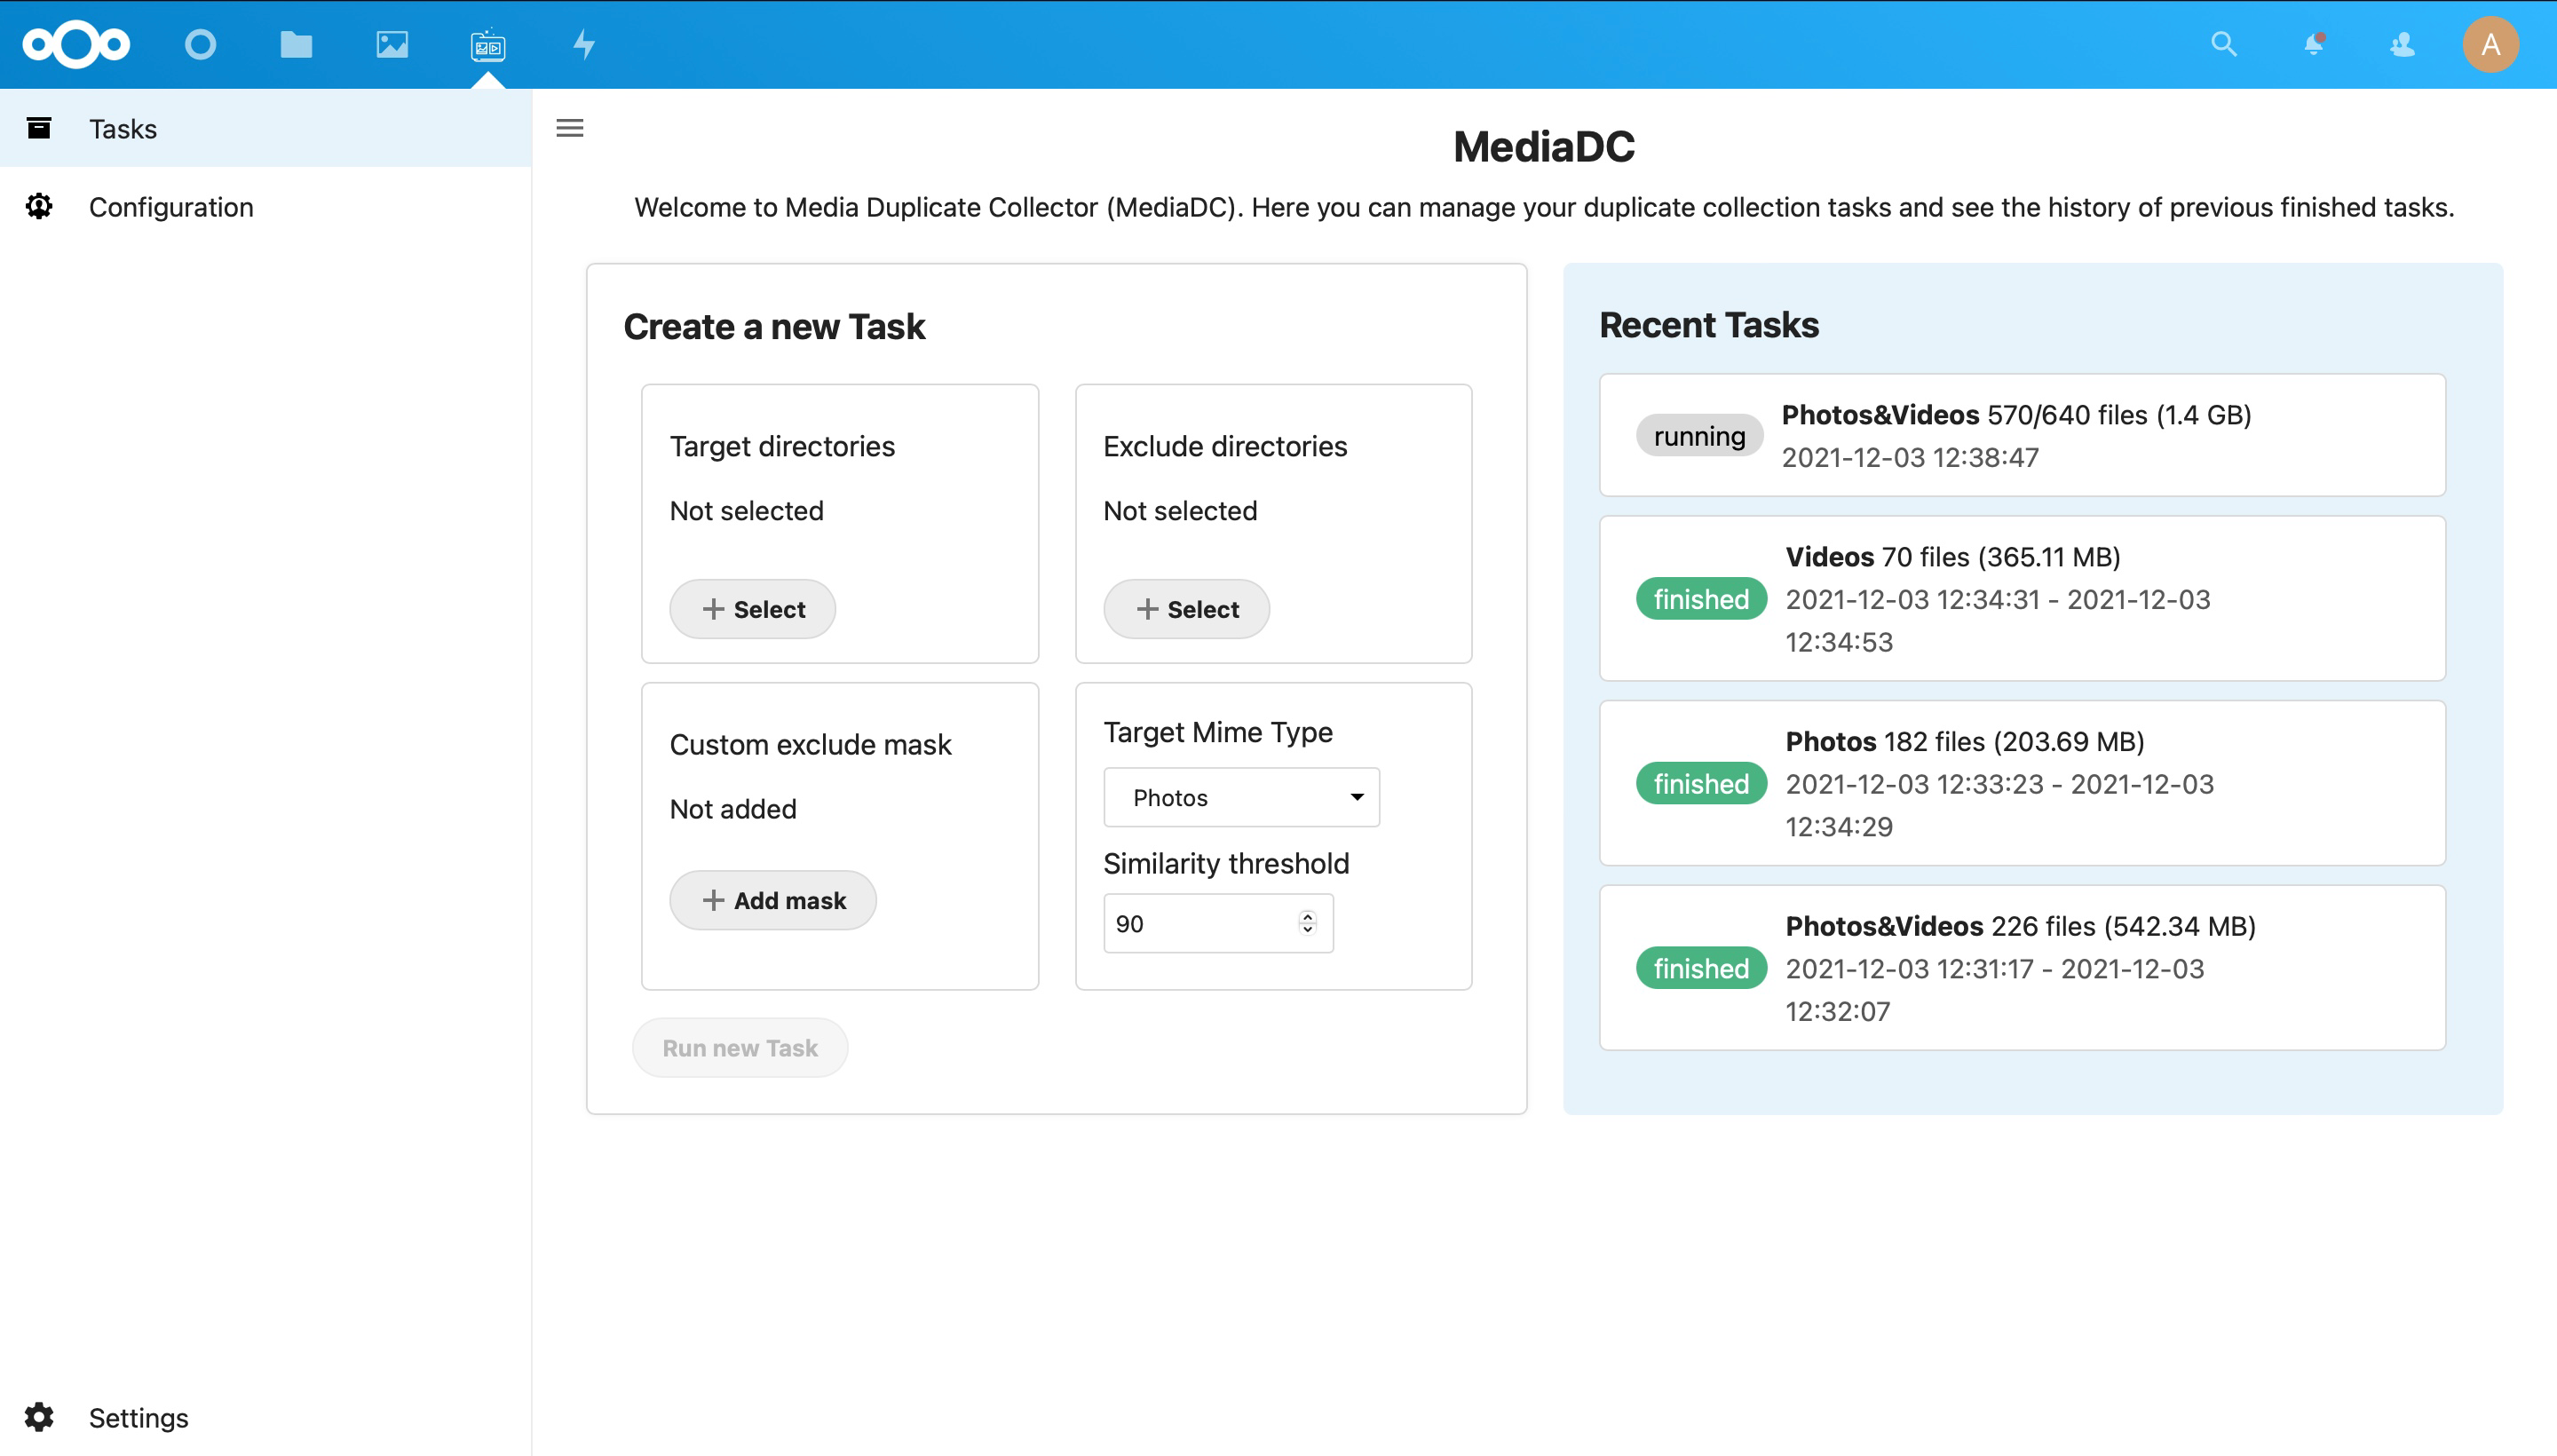 A
Tasks
Configuration
MediaDC
Welcome to Media Duplicate Collector (MediaDC). Here you can manage your duplicate collection tasks and see the history of previous finished tasks.
Create a new Task
Target directories
Not selected
Select
Exclude directories
Not selected
Select
Custom exclude mask
Not added
Add mask
Target Mime Type
Photos
Similarity threshold
90
Run new Task
Recent Tasks
running
Photos&Videos 570/640 files (1.4 GB)
2021-12-03 12:38:47
finished
Videos 70 files (365.11 MB)
2021-12-03 12:34:31 - 2021-12-03
12:34:53
finished
Photos 182 files (203.69 MB)
2021-12-03 12:33:23 - 2021-12-03
12:34:29
finished
Photos&Videos 226 files (542.34 MB)
2021-12-03 12:31:17 - 2021-12-03
12:32:07
Settings